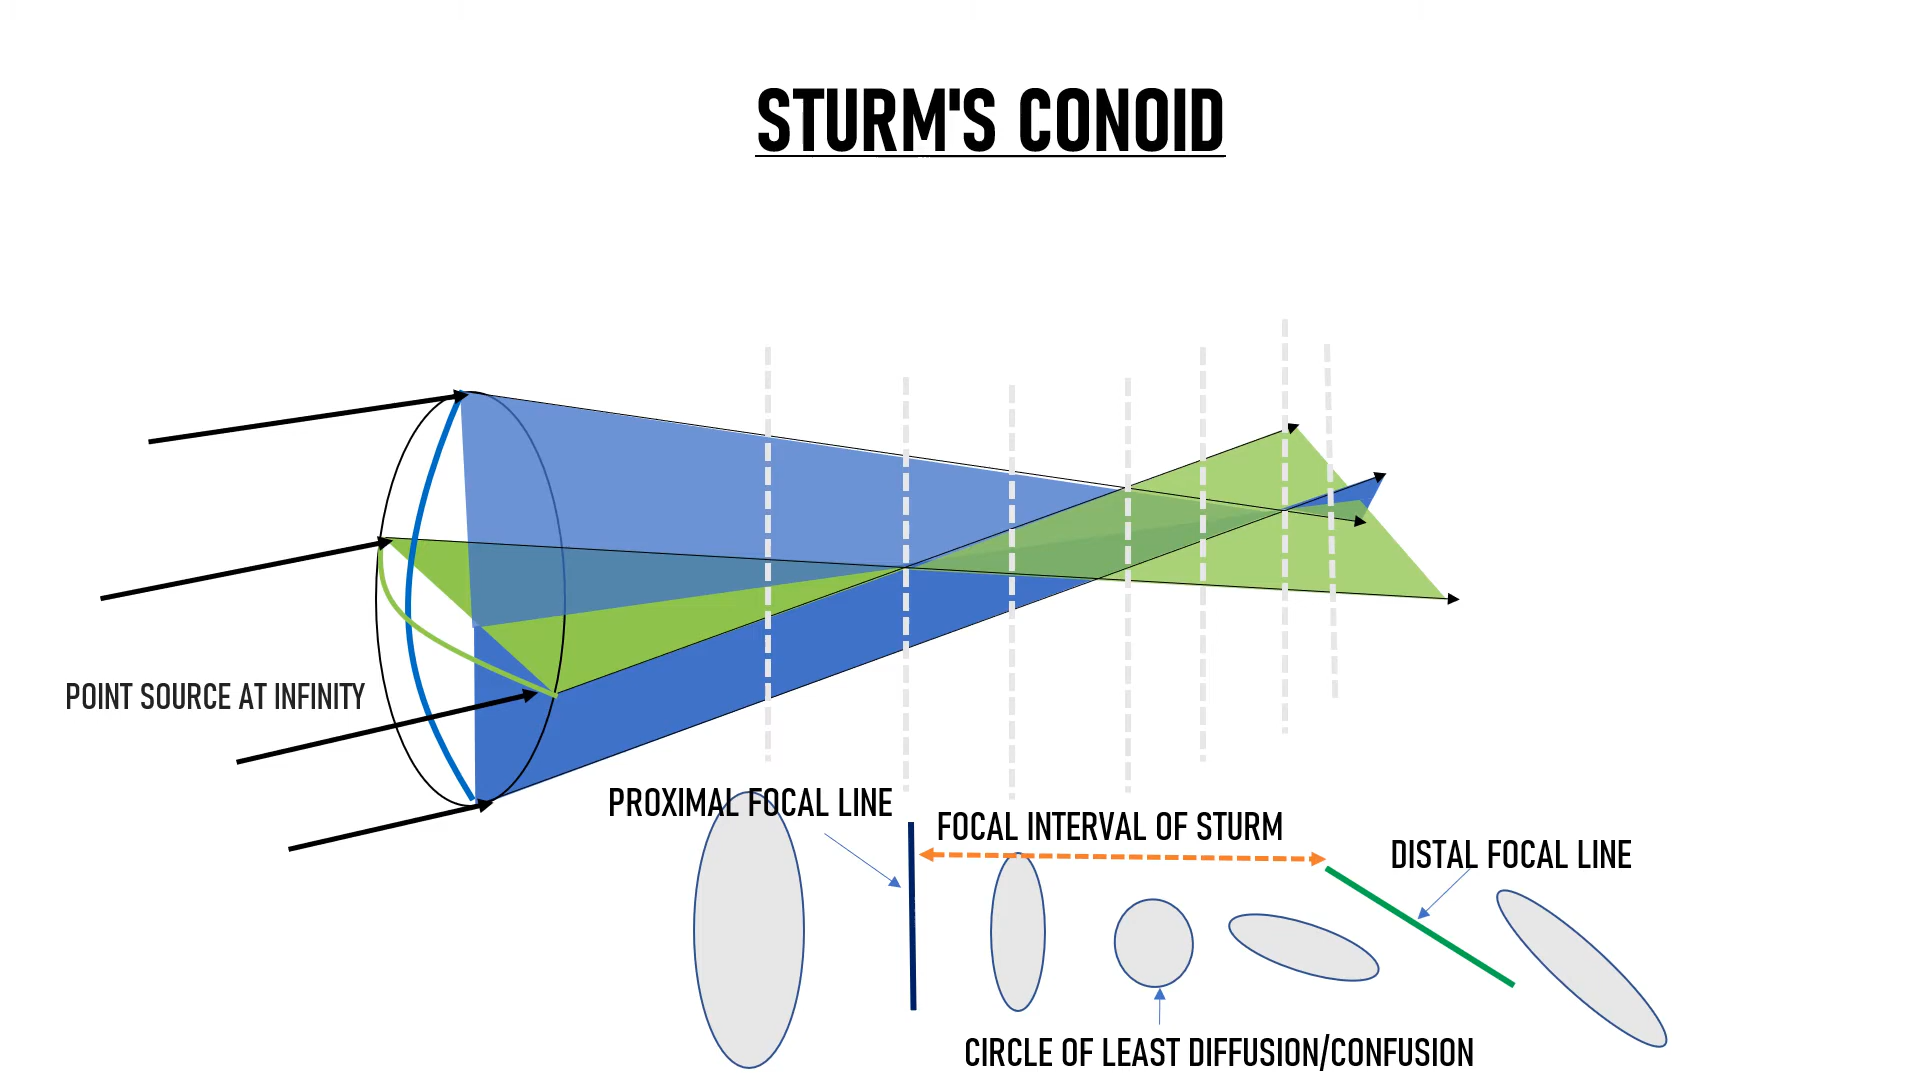 STURM'S CONOID
POINT SOURCE AT INFINITY
PROXIMAL FOCAL LINE
FOCAL INTERVAL OF STURM
DISTAL FOCAL LINE
CIRCLE OF LEAST DIFFUSION/CONFUSION